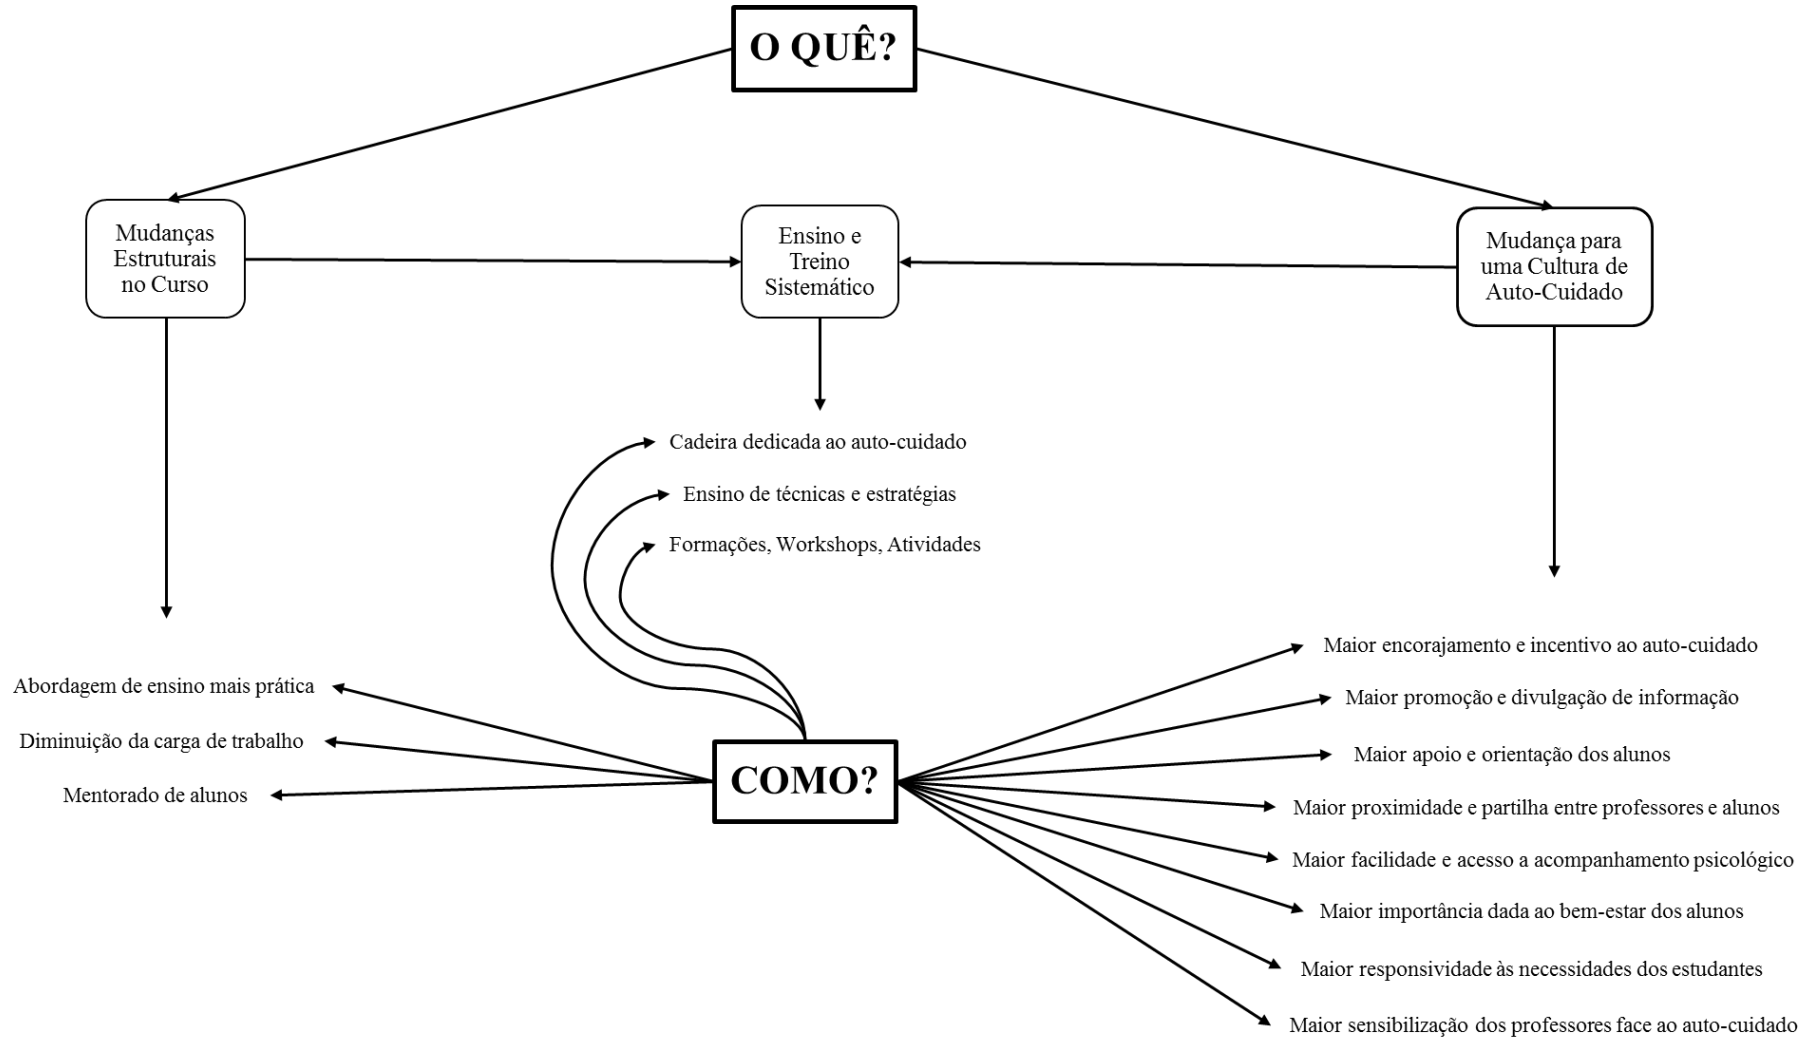 O QUÊ?
Mudanças
Estruturais
no Curso
Ensino e
Treino
Sistemático
Mudança para
uma Cultura de
Auto-Cuidado
Cadeira dedicada ao auto-cuidado
Ensino de técnicas e estratégias
Formações, Workshops, Atividades
Abordagem de ensino mais prática
Diminuição da carga de trabalho
Mentorado de alunos
COMO?
Maior encorajamento e incentivo ao auto-cuidado
Maior promoção e divulgação de informação
Maior apoio e orientação dos alunos
Maior proximidade e partilha entre professores e alunos
Maior facilidade e acesso a acompanhamento psicológico
Maior importância dada ao bem-estar dos alunos
Maior responsividade às necessidades dos estudantes
Maior sensibilização dos professores face ao auto-cuidado